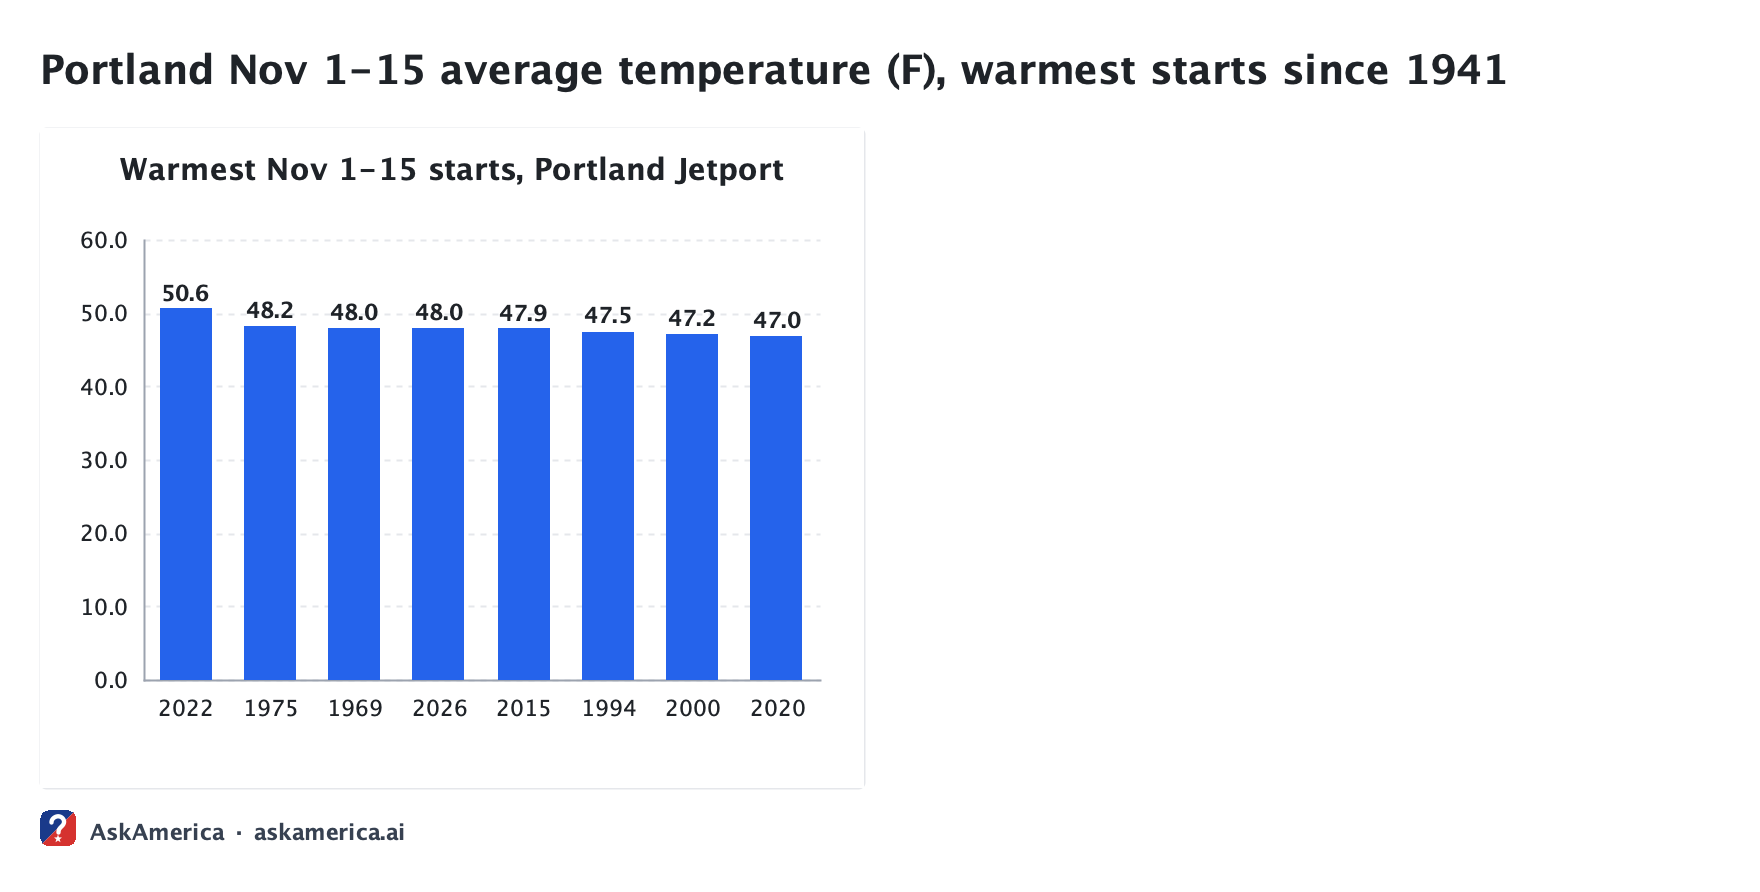 Portland Nov 1–15 average temperature (F), warmest starts since 1941
Warmest Nov 1–15 starts, Portland Jetport
60.0
50.0
40.0
30.0
20.0
10.0
0.0
50.6 48.2 48.0 48.0 47.9 47.5 47.2 47.0
2022 1975 1969 2026 2015 1994 2000 2020
AskAmerica · askamerica.ai